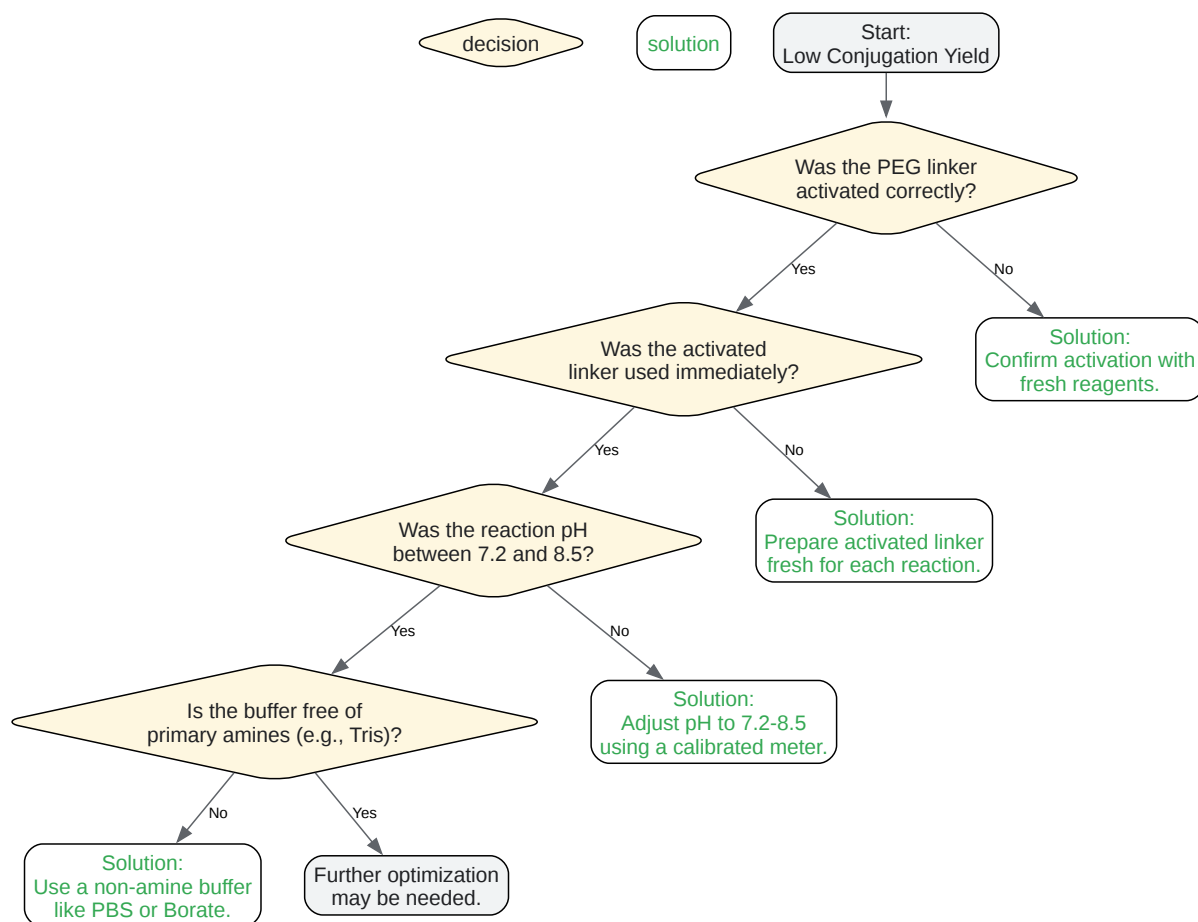 decision
solution
Start:
Low Conjugation Yield
Was the PEG linker
activated correctly?
Yes
No
Was the activated
linker used immediately?
Solution:
Confirm activation with
fresh reagents.
Yes
No
Was the reaction pH
between 7.2 and 8.5?
Solution:
Prepare activated linker
fresh for each reaction.
Yes
No
Is the buffer free of
primary amines (e.g., Tris)?
Solution:
Adjust pH to 7.2-8.5
using a calibrated meter.
No
Yes
Solution:
Use a non-amine buffer
like PBS or Borate.
Further optimization
may be needed.